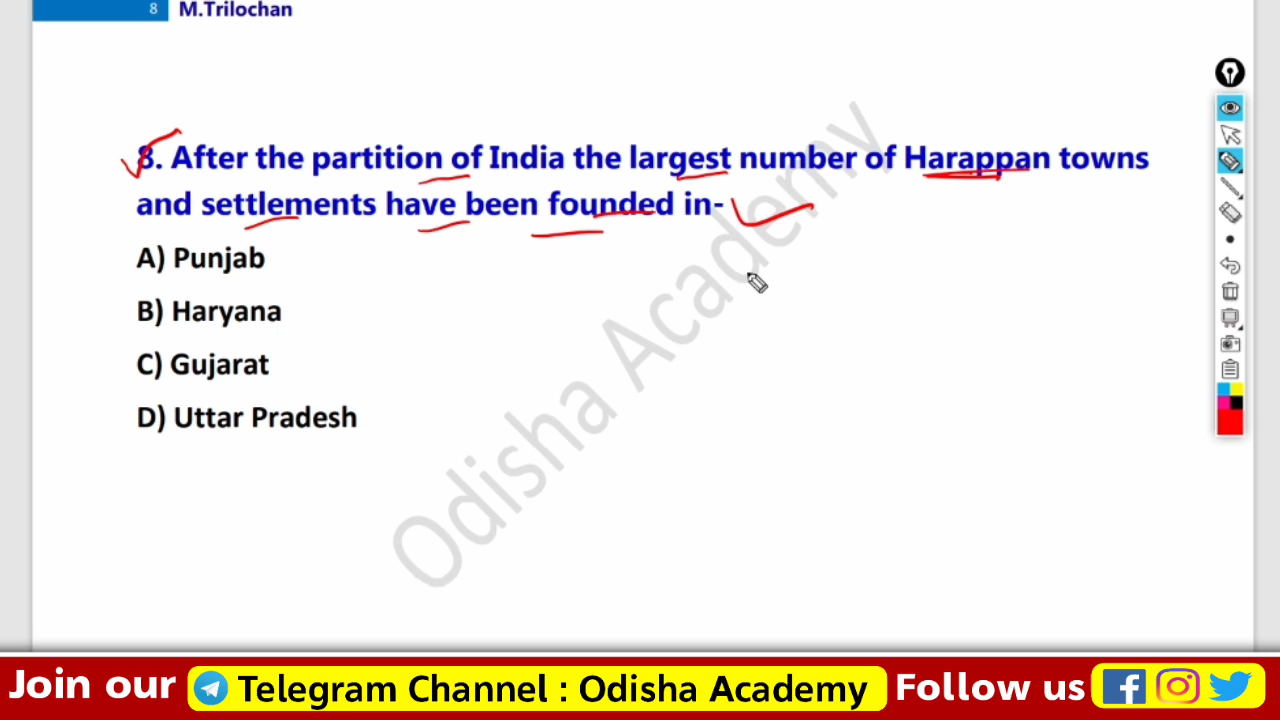 8 M.Trilochan
8. After the partition of India the largest number of Harappan towns
and settlements have been founded in-
A) Punjab
B) Haryana
C) Gujarat
D) Uttar Pradesh
Odisha Academy
Join our Telegram Channel : Odisha Academy Follow us